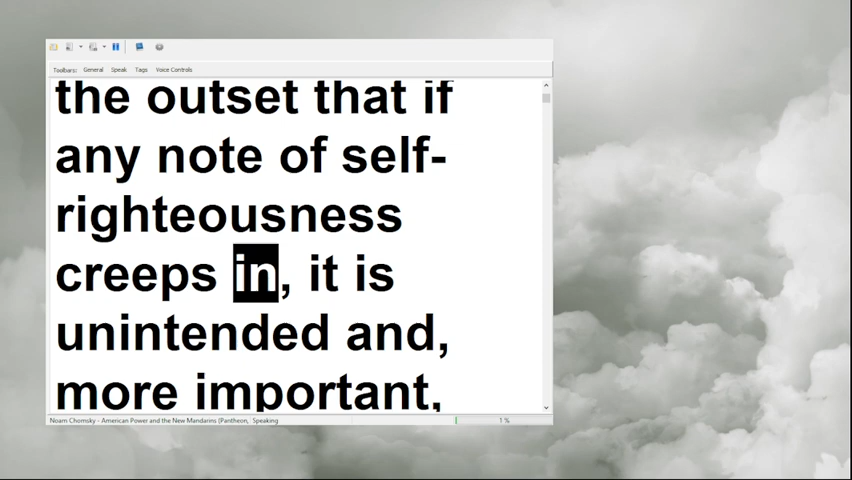 Toolbars: General Speak Tags Voice Controls
the outset that if
any note of self-
righteousness
creeps in, it is
unintended and,
more important,
Noam Chomsky - American Power and the New Mandarins (Pantheon, Speaking 1 %